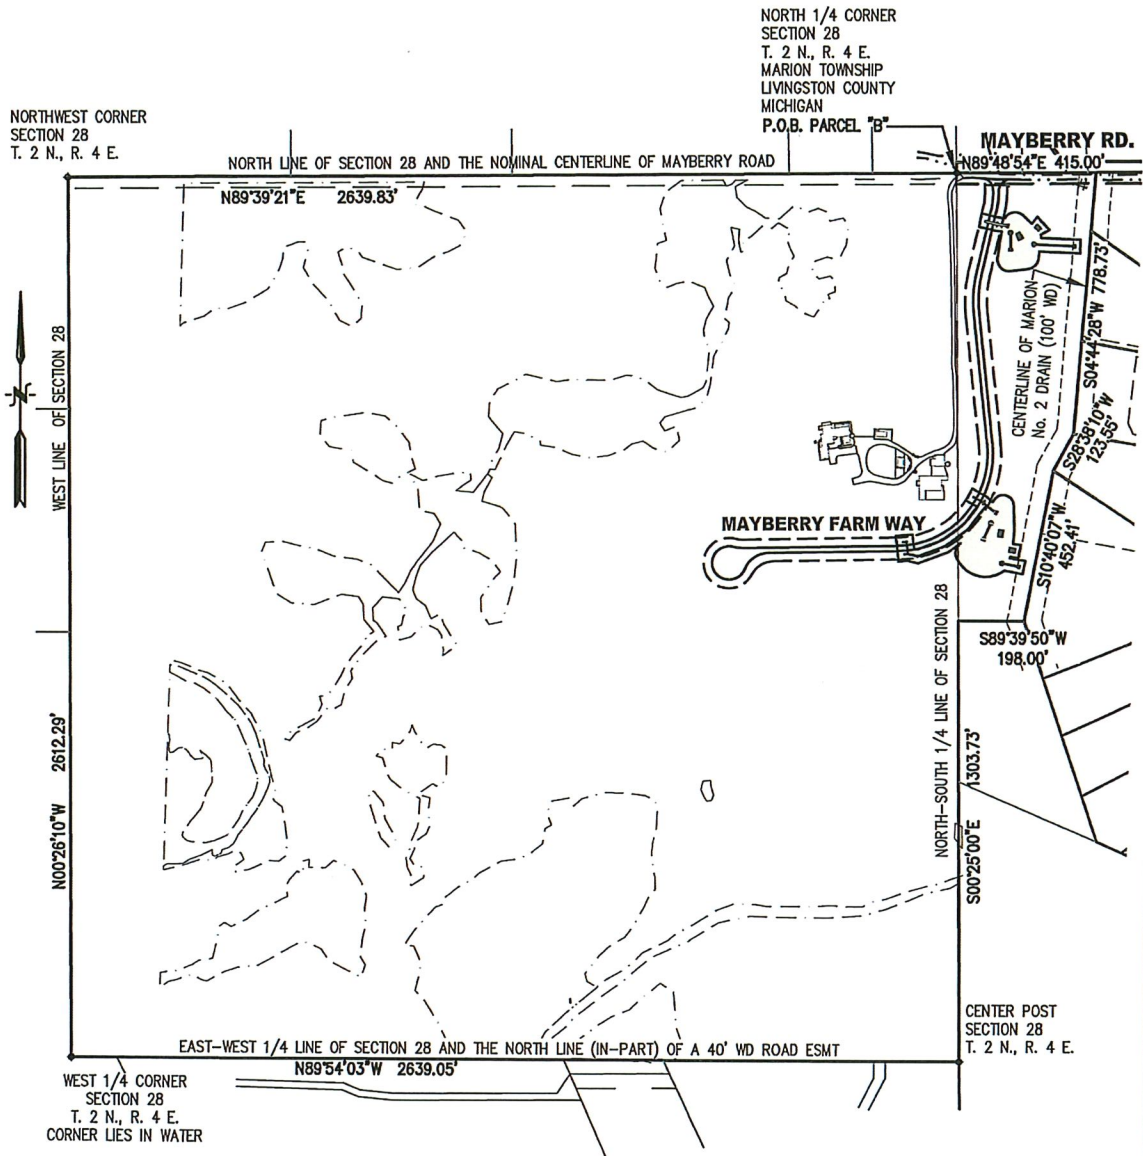 NORTH 1/4 CORNER
SECTION 28
T. 2 N., R. 4 E.
MARION TOWNSHIP
LIVINGSTON COUNTY
MICHIGAN
P.O.B. PARCEL "B"
NORTHWEST CORNER
SECTION 28
T. 2 N., R. 4 E.
MAYBERRY RD.
N89°48'54"E 415.00'
NORTH LINE OF SECTION 28 AND THE NOMINAL CENTERLINE OF MAYBERRY ROAD
N89°39'21"E 2639.83'
WEST LINE OF SECTION 28
N
CENTERLINE OF MARION
No. 2 DRAIN (100' WD)
S04°44'28"W 778.73'
S28°38'10"W
123.55'
MAYBERRY FARM WAY
S10°40'07"W
452.41'
S89°39'50"W
198.00'
NORTH-SOUTH 1/4 LINE OF SECTION 28
N00°26'10"W 2612.29'
S00°25'00"E 1303.73'
CENTER POST
SECTION 28
T. 2 N., R. 4 E.
EAST-WEST 1/4 LINE OF SECTION 28 AND THE NORTH LINE (IN-PART) OF A 40' WD ROAD ESMT
N89°54'03"W 2639.05'
WEST 1/4 CORNER
SECTION 28
T. 2 N., R. 4 E.
CORNER LIES IN WATER